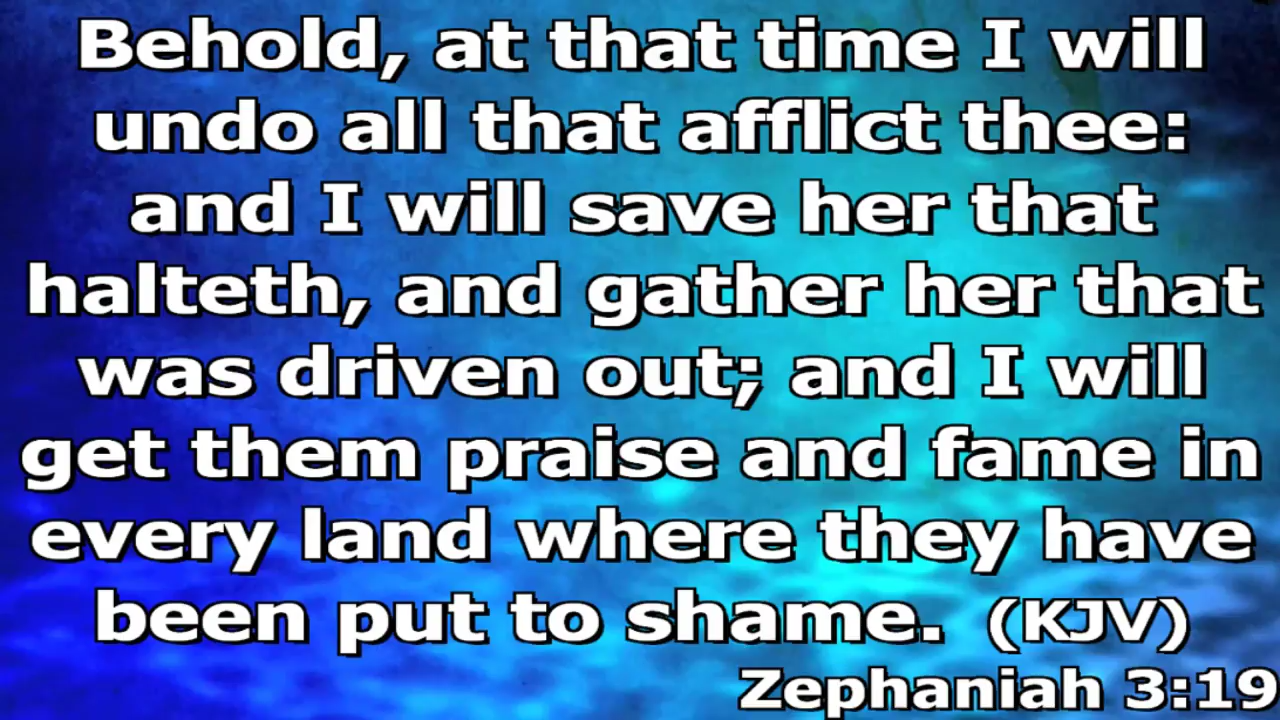 Behold, at that time I will
undo all that afflict thee:
and I will save her that
halteth, and gather her that
was driven out; and I will
get them praise and fame in
every land where they have
been put to shame. (KJV)
Zephaniah 3:19